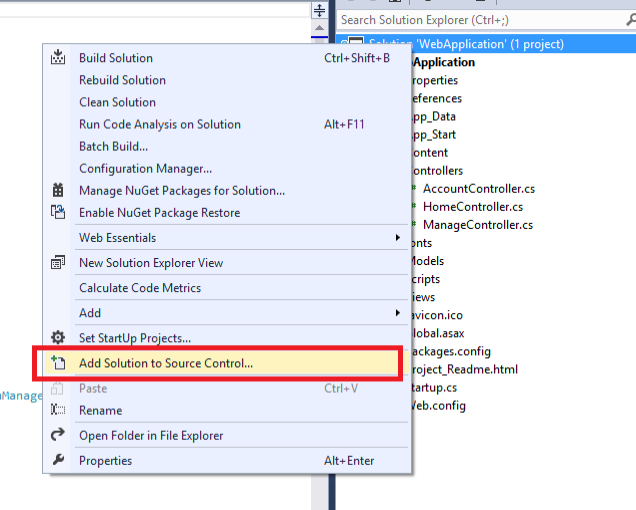 Search Solution Explorer (Ctrl+;)
Solution 'WebApplication' (1 project)
Build Solution Ctrl+Shift+B
Rebuild Solution
Clean Solution
Run Code Analysis on Solution Alt+F11
Batch Build...
Configuration Manager...
Manage NuGet Packages for Solution...
Enable NuGet Package Restore
Web Essentials
New Solution Explorer View
Calculate Code Metrics
Add
Set StartUp Projects...
Add Solution to Source Control...
Paste Ctrl+V
Rename
Open Folder in File Explorer
Properties Alt+Enter
Manage
bApplication
roperties
eferences
pp_Data
pp_Start
ontent
ontrollers
AccountController.cs
HomeController.cs
ManageController.cs
onts
Models
cripts
iews
avicon.ico
lobal.asax
ackages.config
roject_Readme.html
tartup.cs
Web.config